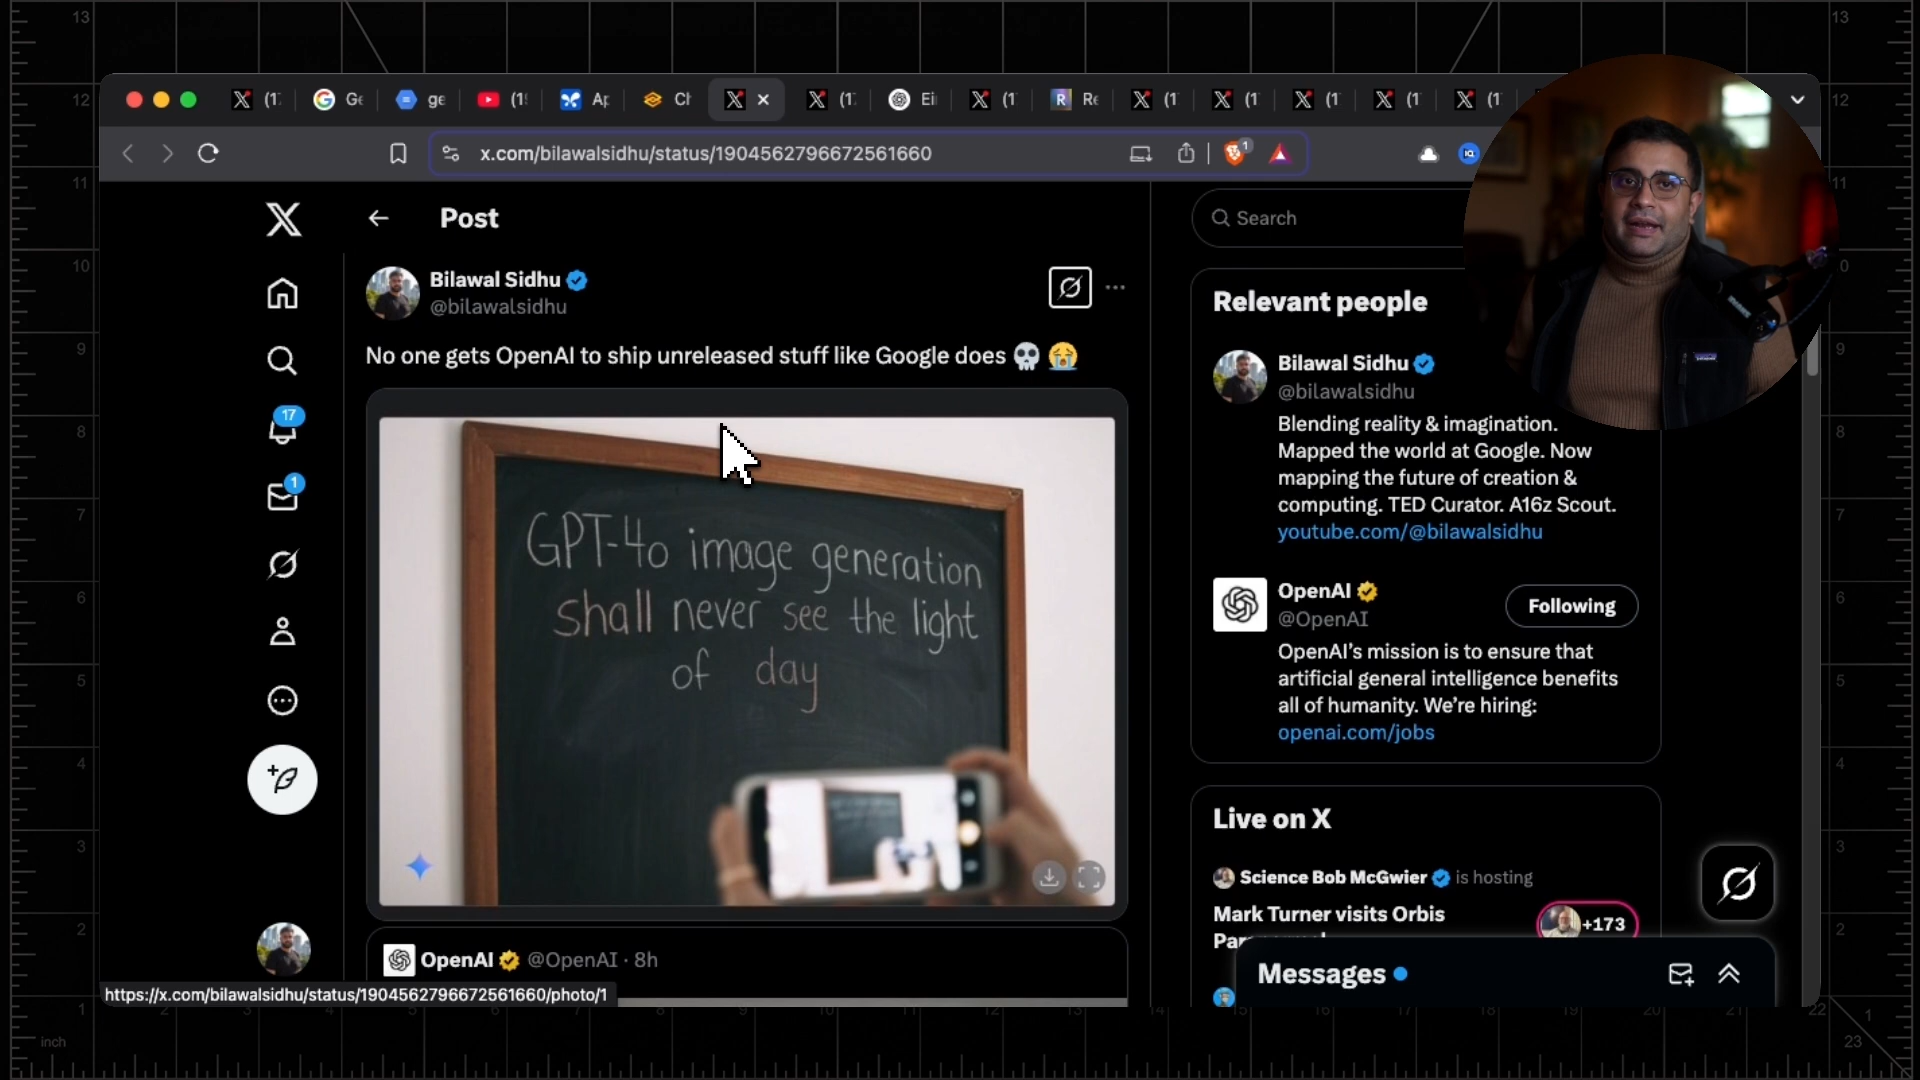 x.com/bilawalsidhu/status/1904562796672561660
Post
Search
Bilawal Sidhu
@bilawalsidhu
No one gets OpenAI to ship unreleased stuff like Google does 💀 😭
GPT-4o image generation
shall never see the light
of day
OpenAI @OpenAI · 8h
17
1
Relevant people
Bilawal Sidhu
@bilawalsidhu
Blending reality & imagination.
Mapped the world at Google. Now
mapping the future of creation &
computing. TED Curator. A16z Scout.
youtube.com/@bilawalsidhu
OpenAI
Following
@OpenAI
OpenAI's mission is to ensure that
artificial general intelligence benefits
all of humanity. We're hiring:
openai.com/jobs
Live on X
Science Bob McGwier is hosting
Mark Turner visits Orbis
+173
Messages
https://x.com/bilawalsidhu/status/1904562796672561660/photo/1
inch